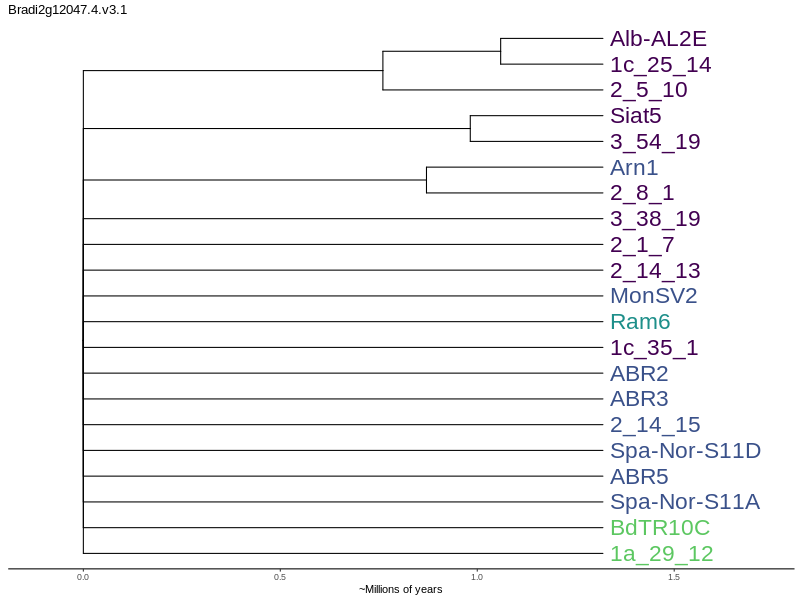 Bradi2g12047.4.v3.1
Alb-AL2E
1c_25_14
2_5_10
Siat5
3_54_19
Arn1
2_8_1
3_38_19
2_1_7
2_14_13
MonSV2
Ram6
1c_35_1
ABR2
ABR3
2_14_15
Spa-Nor-S11D
ABR5
Spa-Nor-S11A
BdTR10C
1a_29_12
0.0 0.5 1.0 1.5
~Millions of years